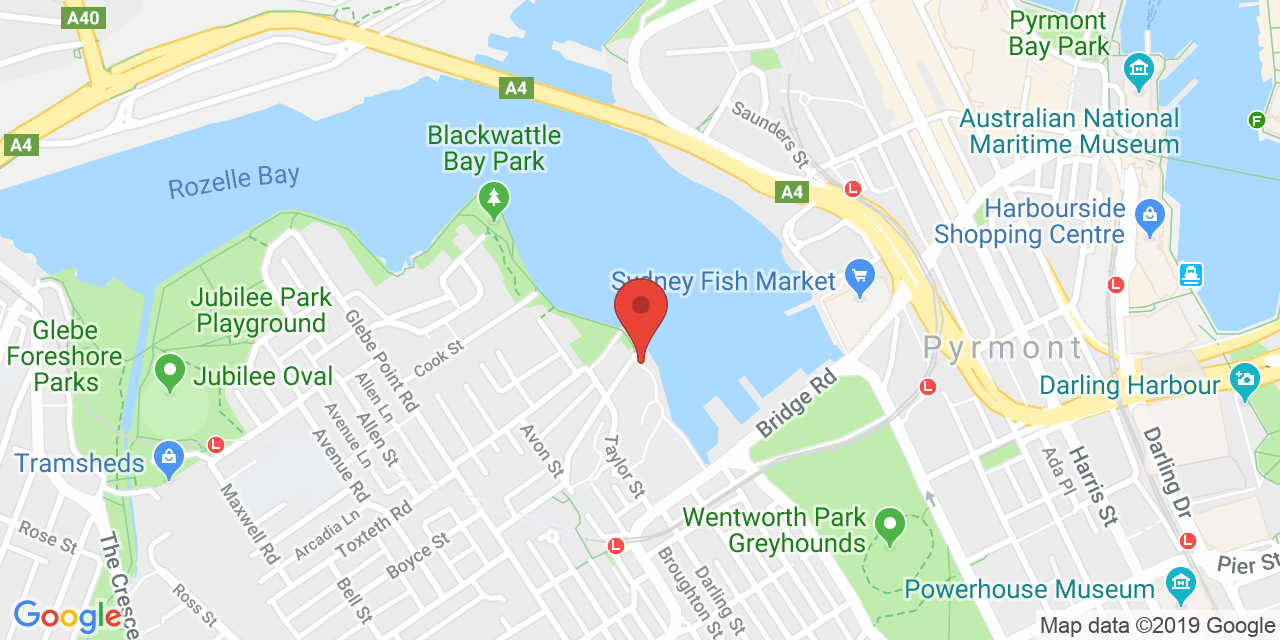 A40
Pyrmont
Bay Park
A4
Saunders St
Australian National
Maritime Museum
F
Blackwattle
Bay Park
A4
Rozelle Bay
A4
L
Harbourside
Shopping Centre
Sydney Fish Market
L
Jubilee Park
Playground
Glebe
Foreshore
Parks
Glebe Point Rd
Cook St
Pyrmont
Jubilee Oval
Allen Ln
L
Darling Harbour
Bridge Rd
Avenue Ln
Allen St
L
Tramsheds
Avenue Rd
Avon St
Taylor St
Harris St
Ada Pl
Darling Dr
Maxwell Rd
Arcadia Ln
Toxteth Rd
Rose St
The Cresce
Boyce St
L
Wentworth Park
Greyhounds
L
Pier St
Ross St
Bell St
Broughton St
Darling St
Powerhouse Museum
Google
Map data ©2019 Google